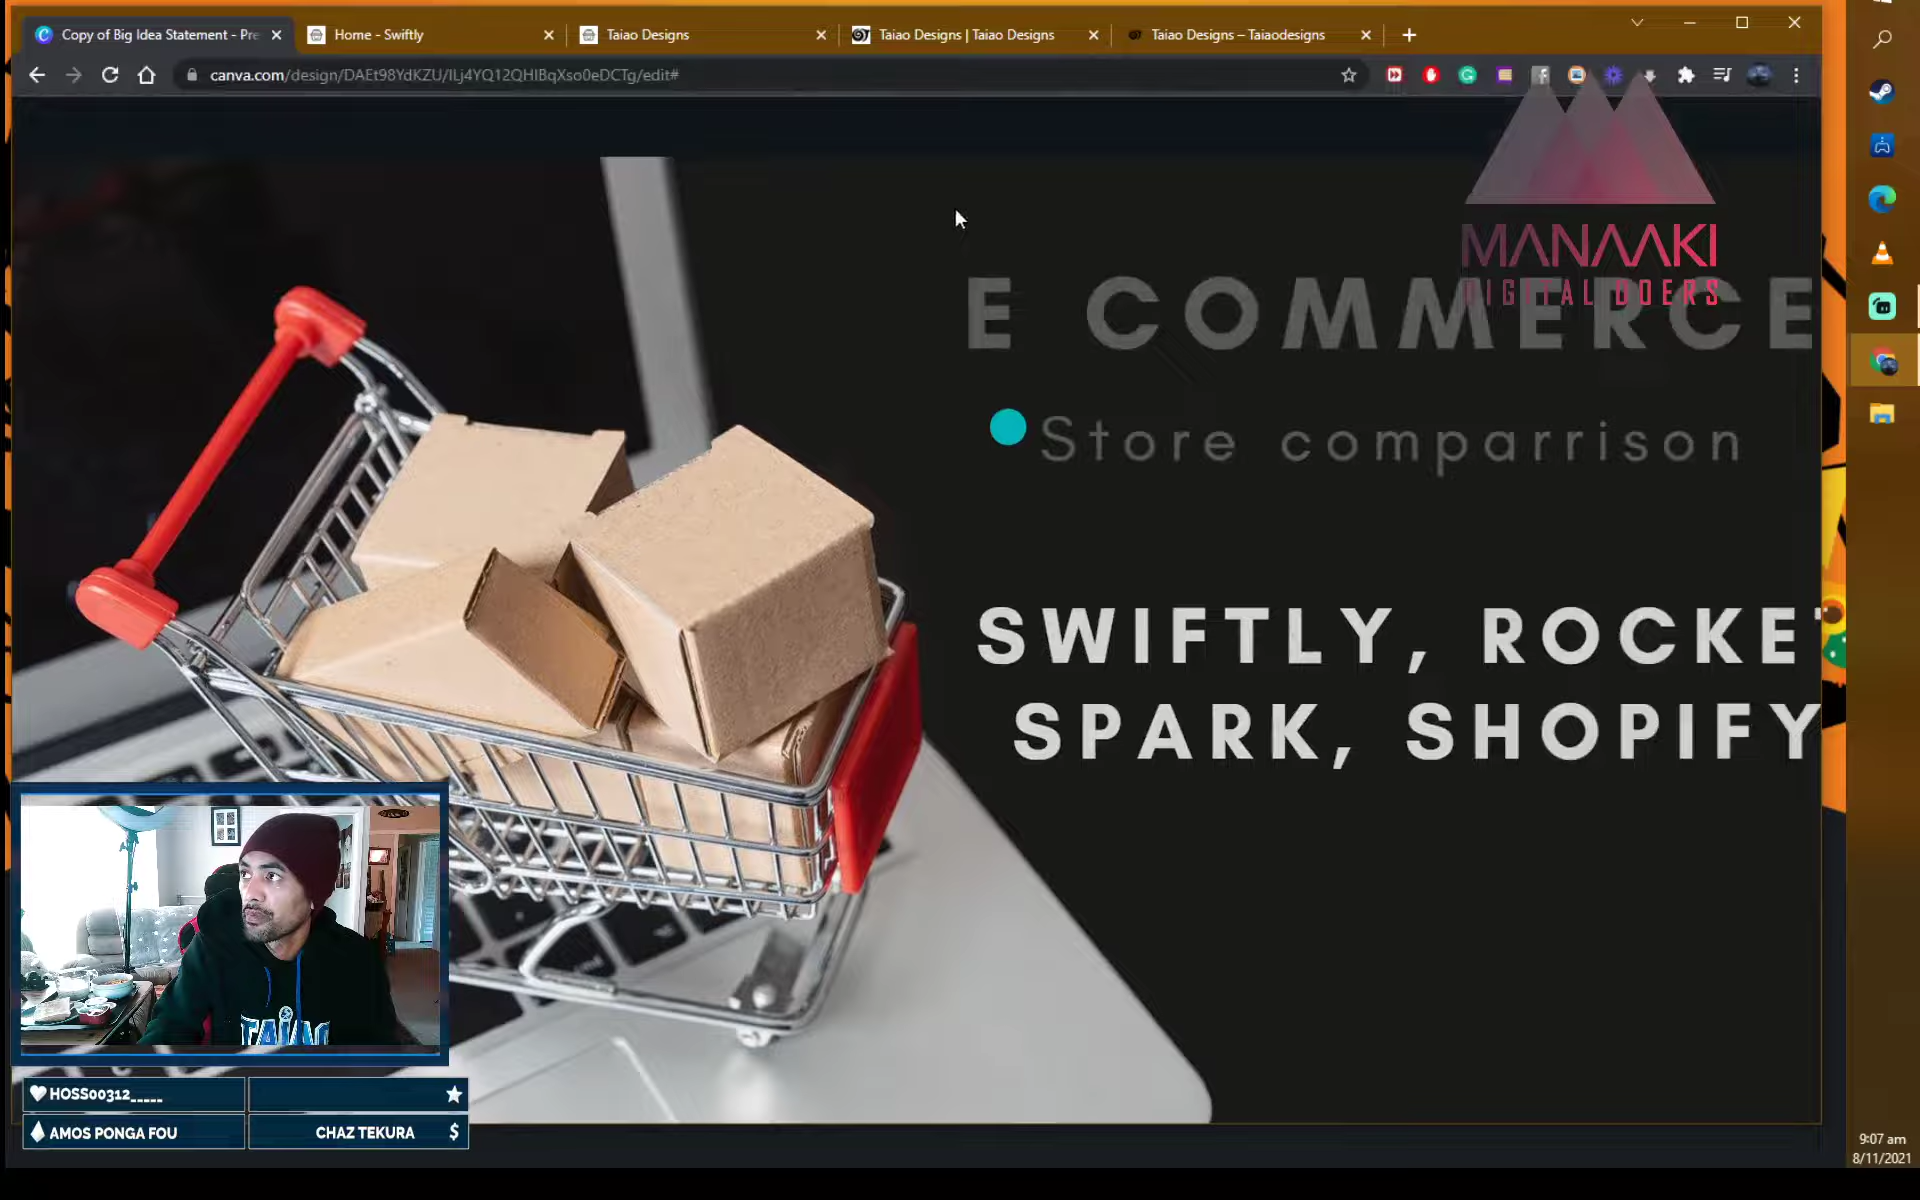 Copy of Big Idea Statement - Pre
Home - Swiftly
Taiao Designs
Taiao Designs | Taiao Designs
Taiao Designs – Taiaodesigns
canva.com/design/DAEt98YdKZU/ILj4YQ12QHIBqXso0eDCTg/edit#
MANAAKI
DIGITAL DOERS
E COMMERCE
Store comparrison
SWIFTLY, ROCKET
SPARK, SHOPIFY
TAIAO
HOSS00312_____
AMOS PONGA FOU
CHAZ TEKURA $
9:07 am
8/11/2021